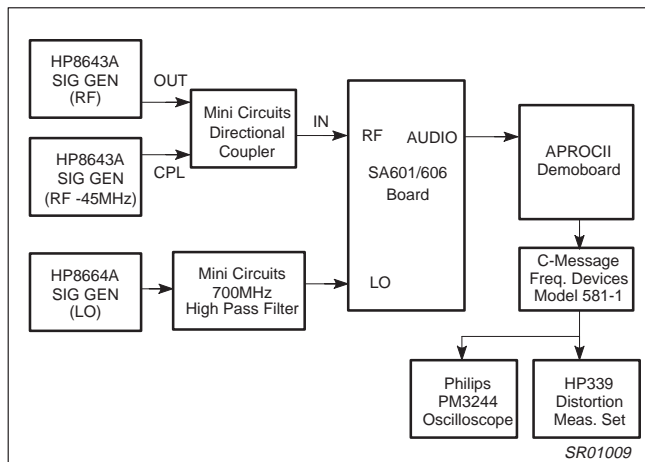 HP8643A
SIG GEN
(RF)
OUT
Mini Circuits
Directional
Coupler
IN
HP8643A
SIG GEN
(RF -45MHz)
CPL
RF
AUDIO
SA601/606
Board
LO
APROCII
Demoboard
HP8664A
SIG GEN
(LO)
Mini Circuits
700MHz
High Pass Filter
C-Message
Freq. Devices
Model 581-1
Philips
PM3244
Oscilloscope
HP339
Distortion
Meas. Set
SR01009